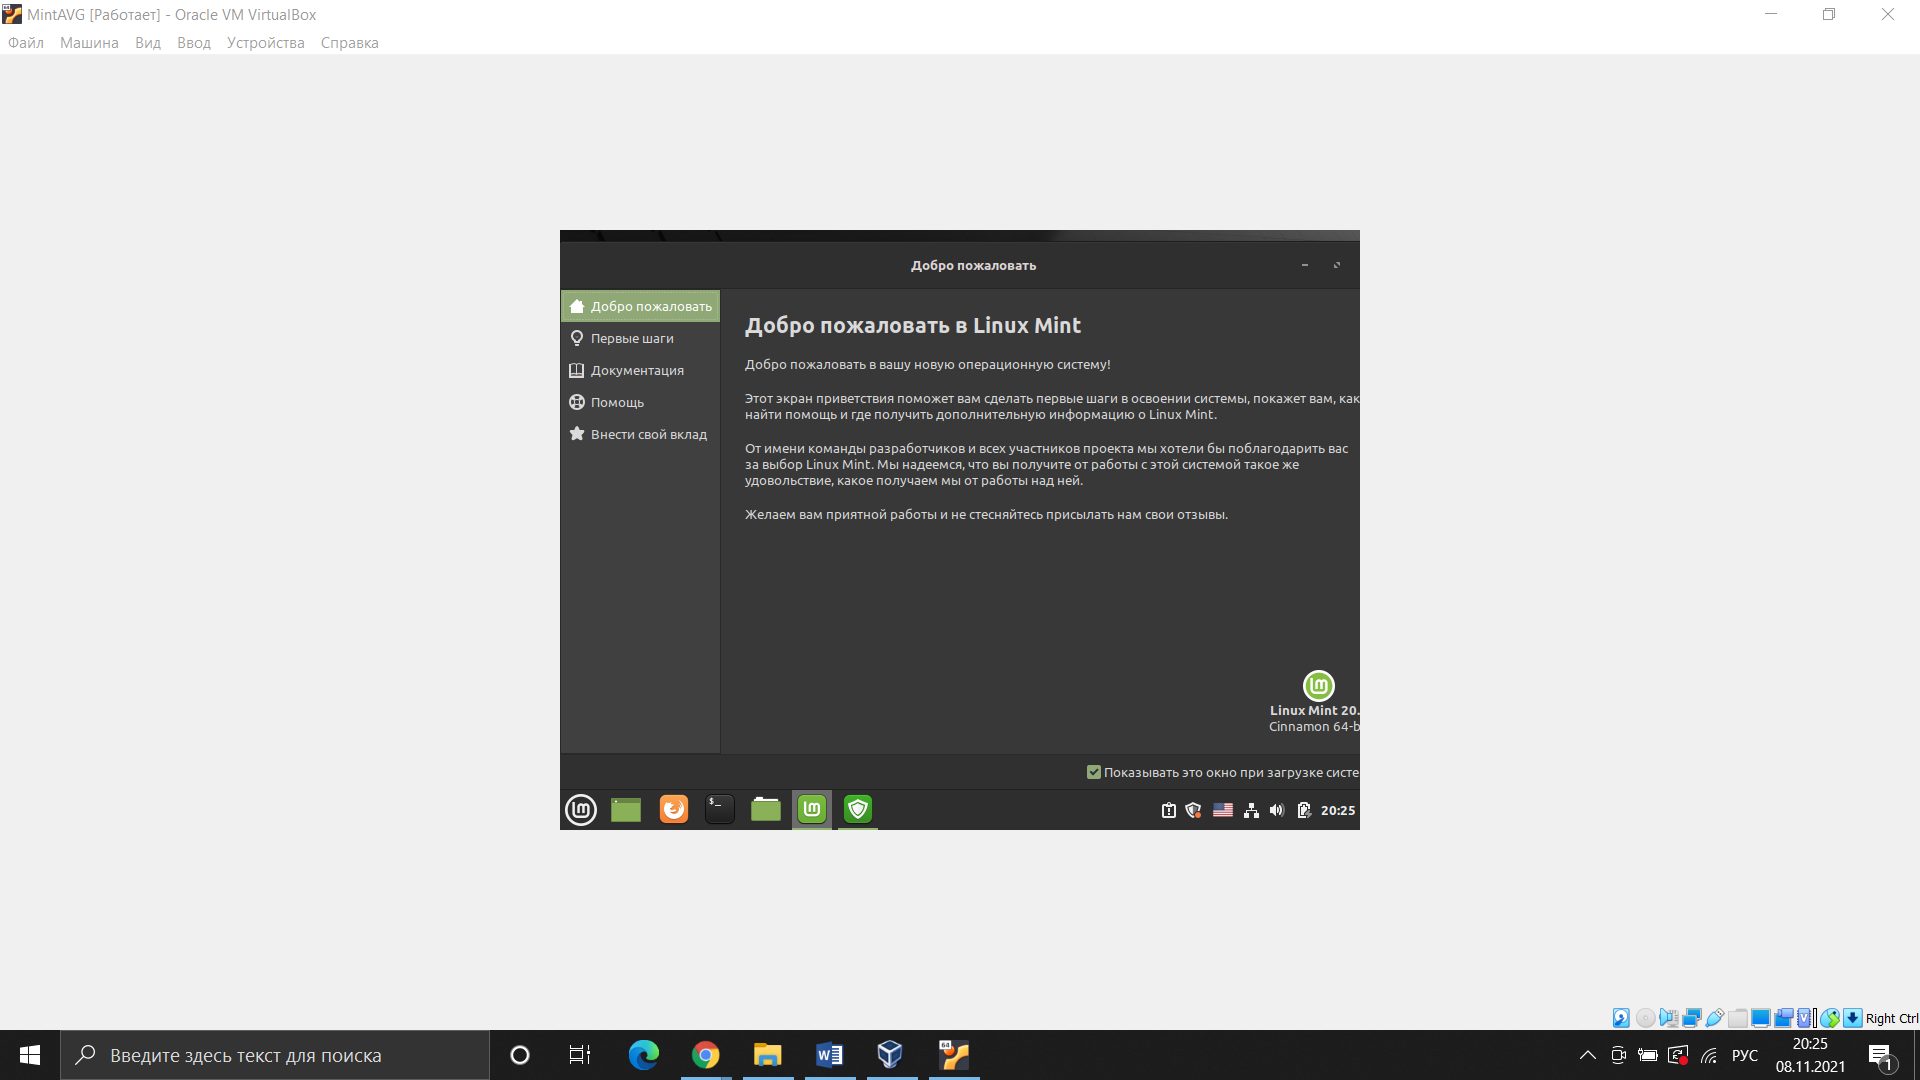 MintAVG [Работает] - Oracle VM VirtualBox
Файл Машина Вид Ввод Устройства Справка
Добро пожаловать
Добро пожаловать
Первые шаги
Документация
Помощь
Внести свой вклад
Добро пожаловать в Linux Mint
Добро пожаловать в вашу новую операционную систему!
Этот экран приветствия поможет вам сделать первые шаги в освоении системы, покажет вам, как
найти помощь и где получить дополнительную информацию о Linux Mint.
От имени команды разработчиков и всех участников проекта мы хотели бы поблагодарить вас
за выбор Linux Mint. Мы надеемся, что вы получите от работы с этой системой такое же
удовольствие, какое получаем мы от работы над ней.
Желаем вам приятной работы и не стесняйтесь присылать нам свои отзывы.
Linux Mint 20.
Cinnamon 64-b
Показывать это окно при загрузке систе
20:25
Right Ctrl
Введите здесь текст для поиска
РУС
20:25
08.11.2021
1